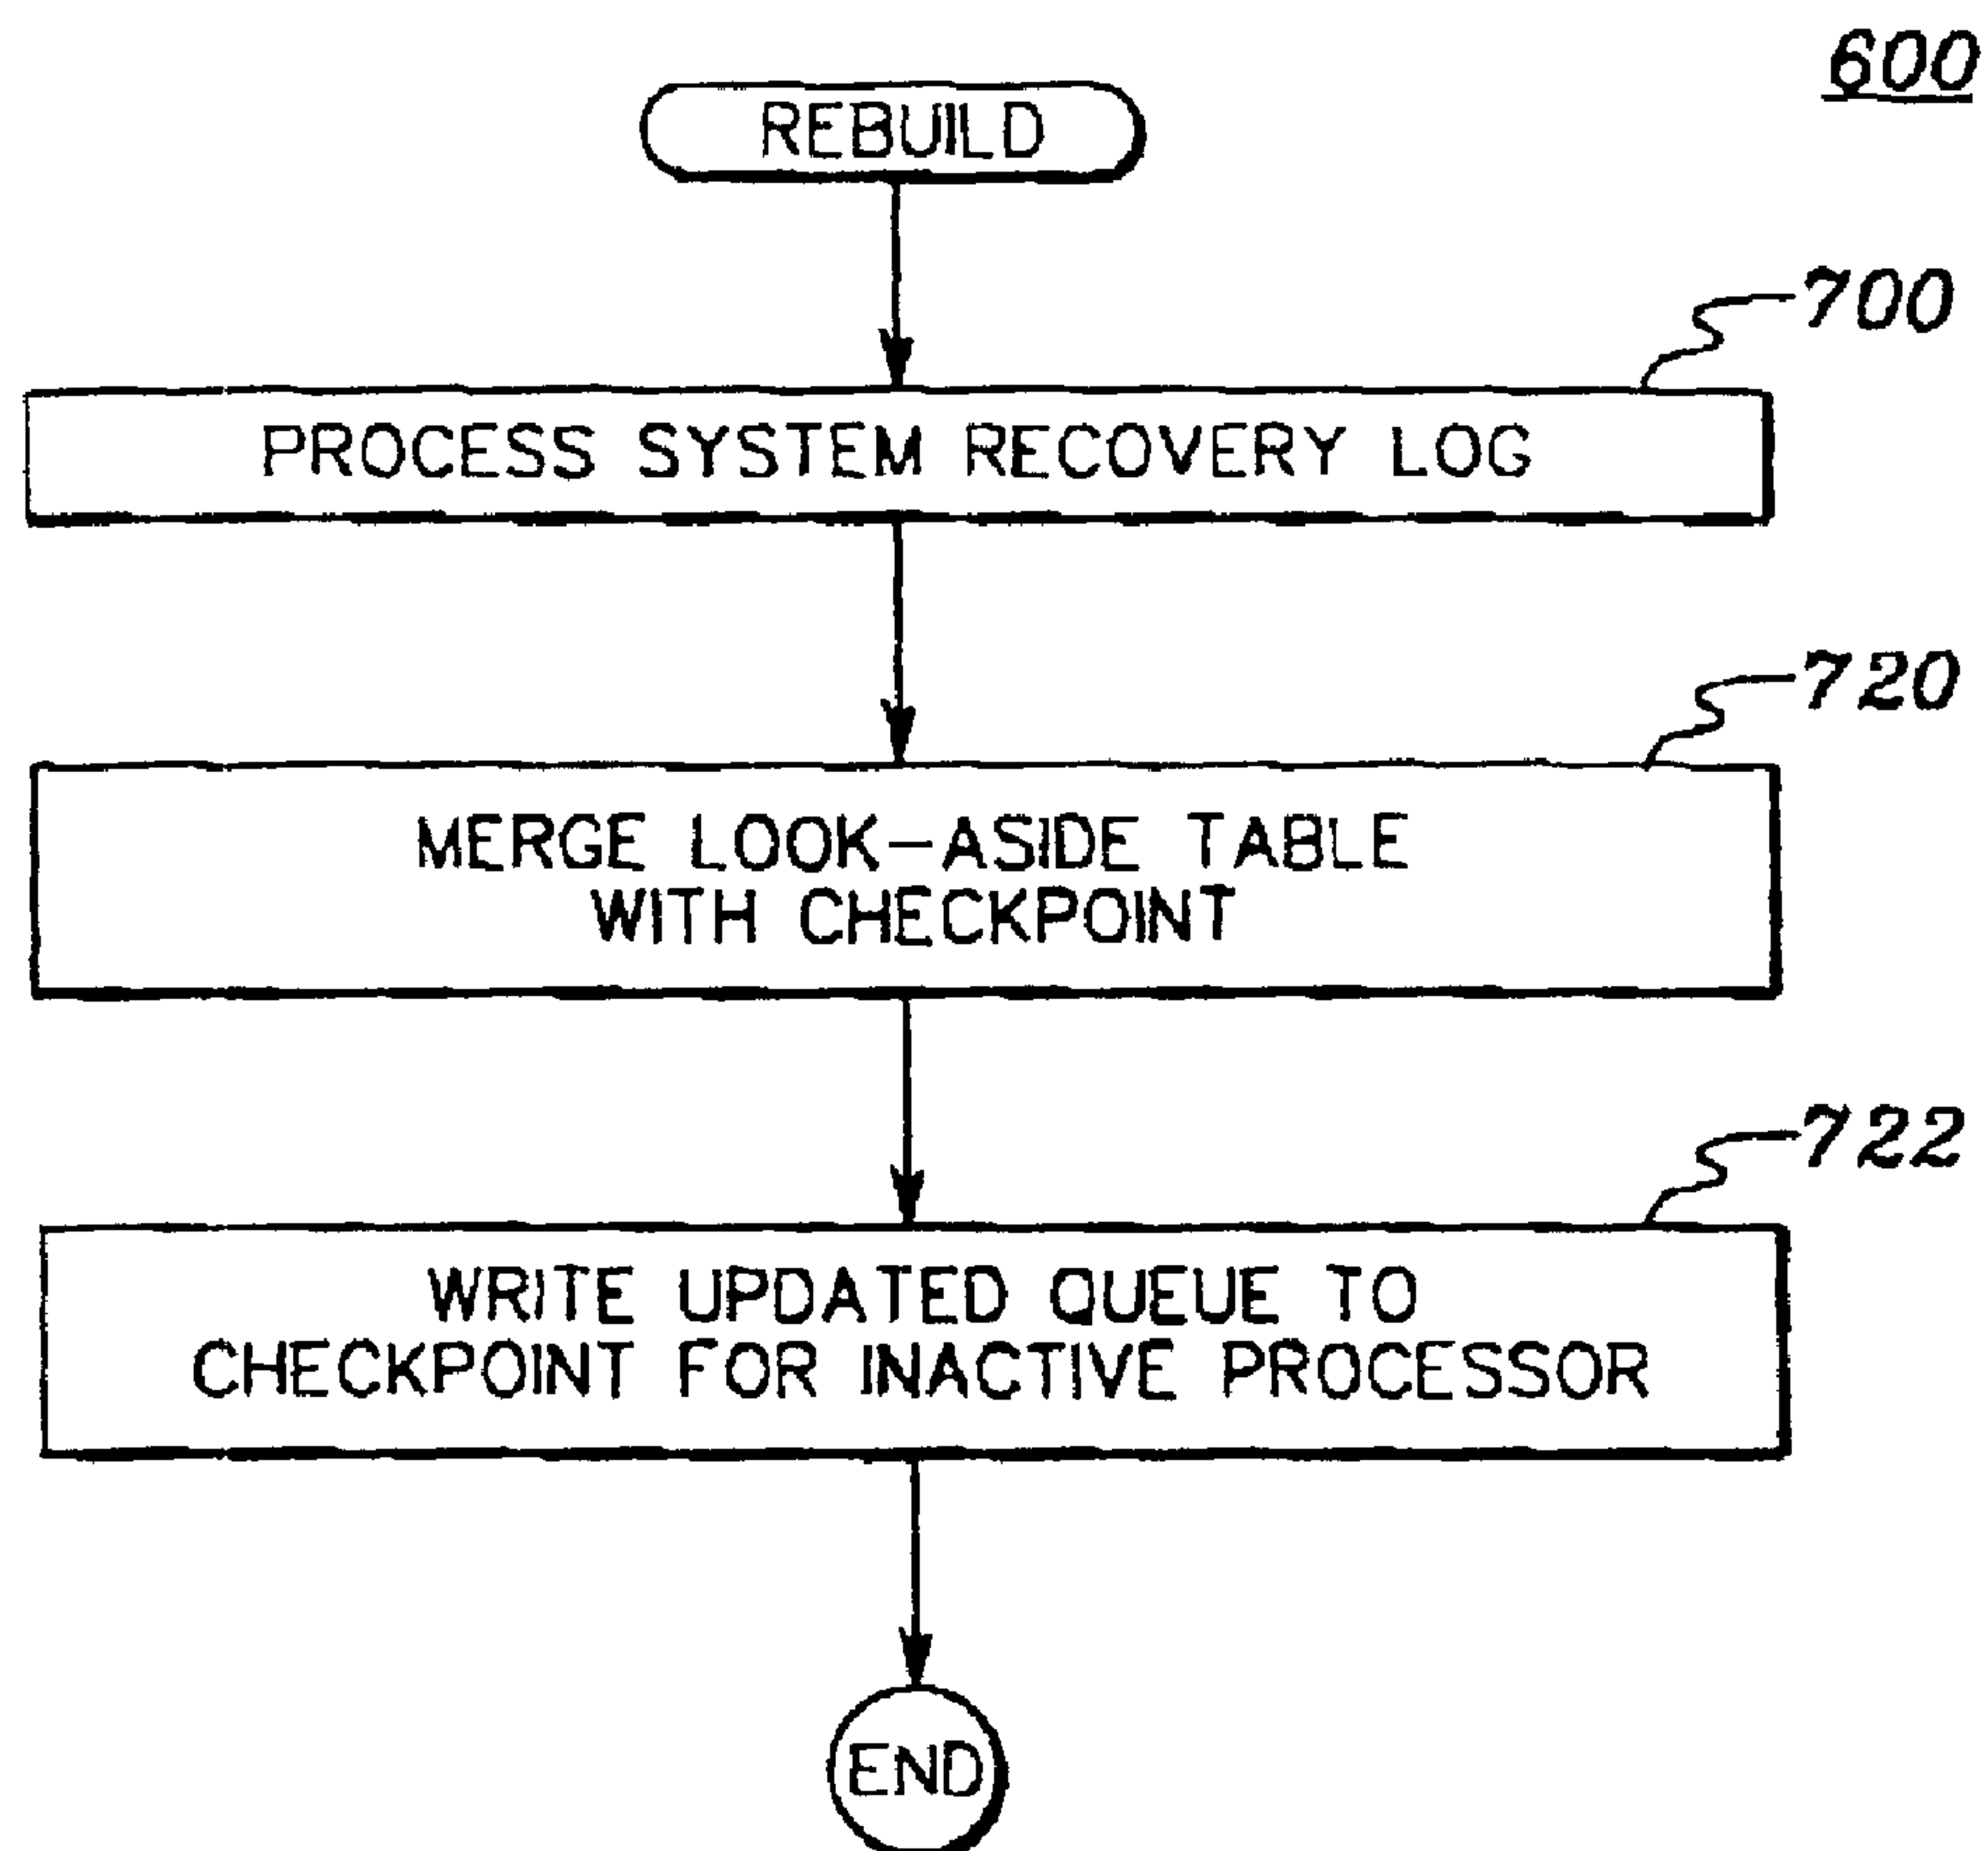 600
REBUILD
700
PROCESS SYSTEM RECOVERY LOG
720
MERGE LOOK-ASIDE TABLE
WITH CHECKPOINT
722
WRITE UPDATED QUEUE TO
CHECKPOINT FOR INACTIVE PROCESSOR
END